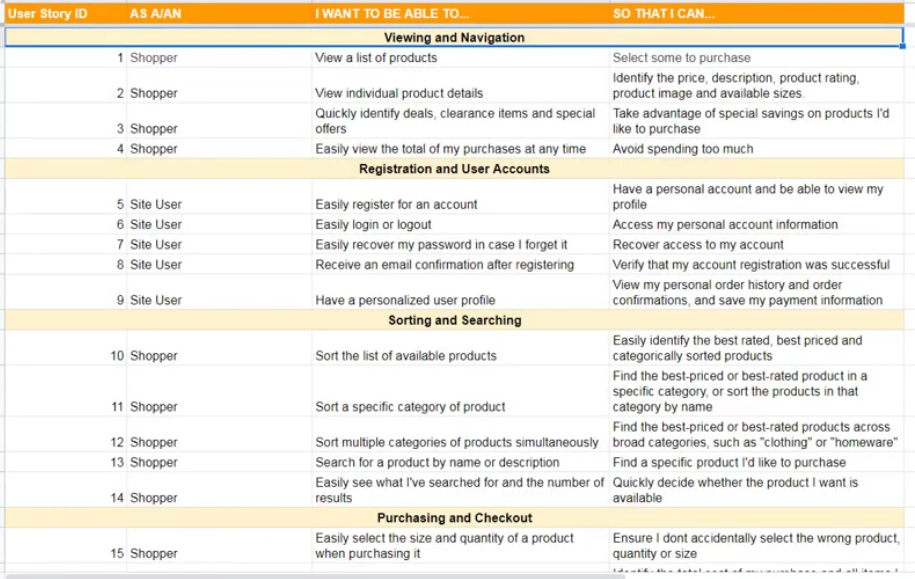 User Story ID AS A/AN I WANT TO BE ABLE TO... SO THAT I CAN...
Viewing and Navigation
1 Shopper View a list of products Select some to purchase
2 Shopper View individual product details Identify the price, description, product rating,
product image and available sizes.
3 Shopper Quickly identify deals, clearance items and special
offers Take advantage of special savings on products I'd
like to purchase
4 Shopper Easily view the total of my purchases at any time Avoid spending too much
Registration and User Accounts
5 Site User Easily register for an account Have a personal account and be able to view my
profile
6 Site User Easily login or logout Access my personal account information
7 Site User Easily recover my password in case I forget it Recover access to my account
8 Site User Receive an email confirmation after registering Verify that my account registration was successful
9 Site User Have a personalized user profile View my personal order history and order
confirmations, and save my payment information
Sorting and Searching
10 Shopper Sort the list of available products Easily identify the best rated, best priced and
categorically sorted products
11 Shopper Sort a specific category of product Find the best-priced or best-rated product in a
specific category, or sort the products in that
category by name
12 Shopper Sort multiple categories of products simultaneously Find the best-priced or best-rated products across
broad categories, such as "clothing" or "homeware"
13 Shopper Search for a product by name or description Find a specific product I'd like to purchase
14 Shopper Easily see what I've searched for and the number of
results Quickly decide whether the product I want is
available
Purchasing and Checkout
15 Shopper Easily select the size and quantity of a product
when purchasing it Ensure I dont accidentally select the wrong product,
quantity or size